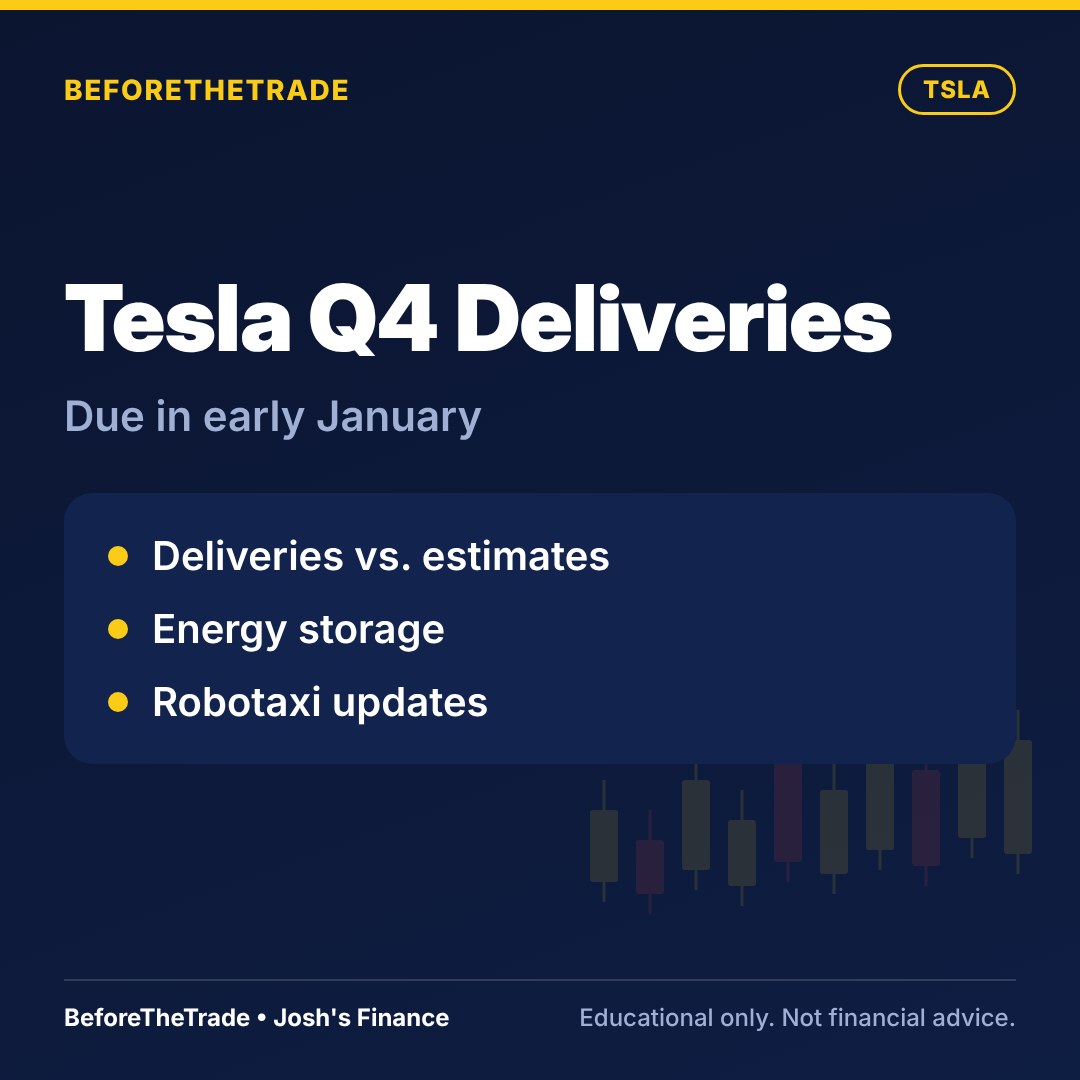 BEFORETHETRADE
TSLA
Tesla Q4 Deliveries
Due in early January
Deliveries vs. estimates
Energy storage
Robotaxi updates
BeforeTheTrade • Josh's Finance
Educational only. Not financial advice.